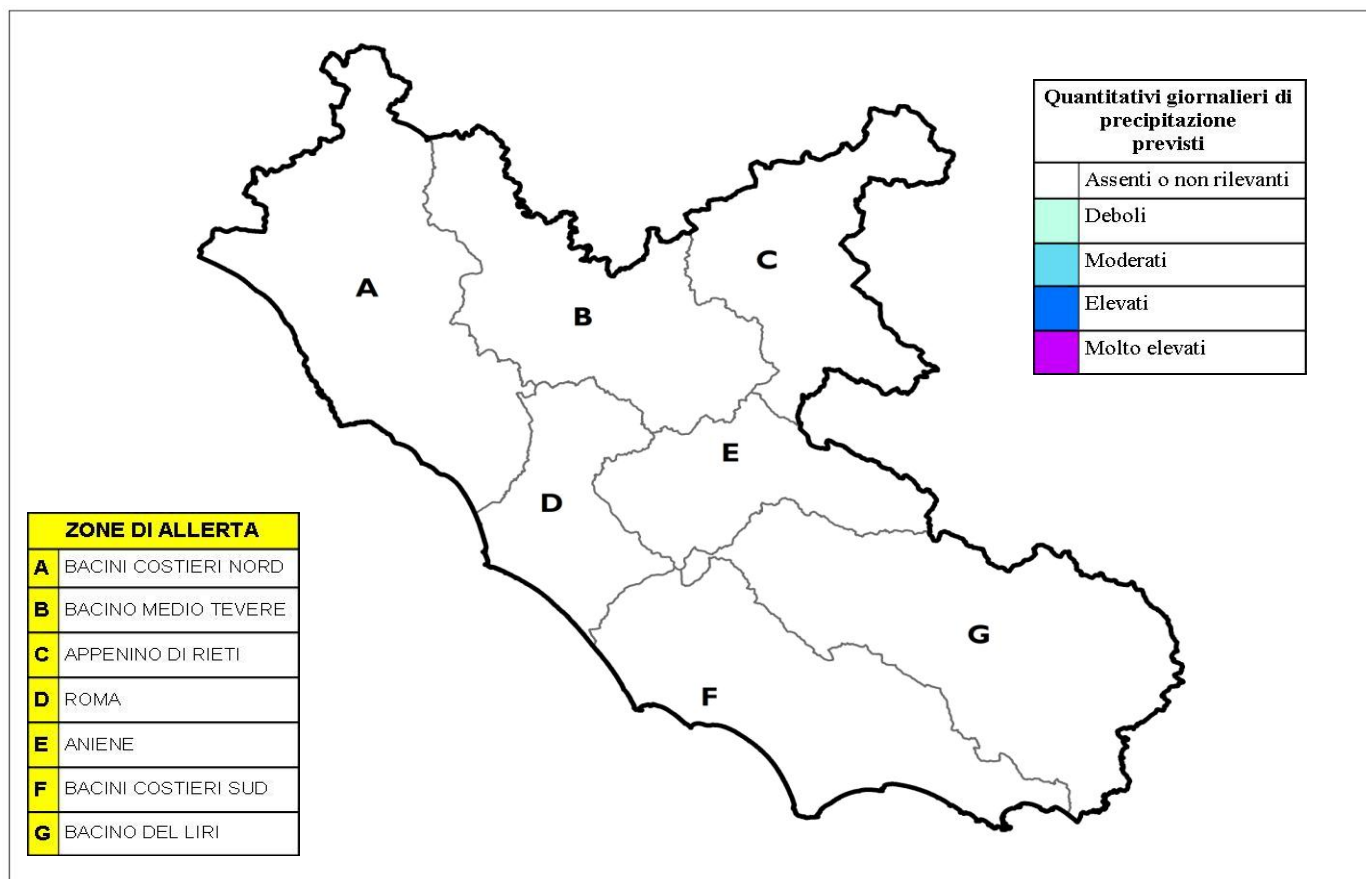 Quantitativi giornalieri di
precipitazione
previsti
Assenti o non rilevanti
Deboli
Moderati
Elevati
Molto elevati
A
B
C
D
E
F
G
ZONE DI ALLERTA
A BACINI COSTIERI NORD
B BACINO MEDIO TEVERE
C APPENINO DI RIETI
D ROMA
E ANIENE
F BACINI COSTIERI SUD
G BACINO DEL LIRI